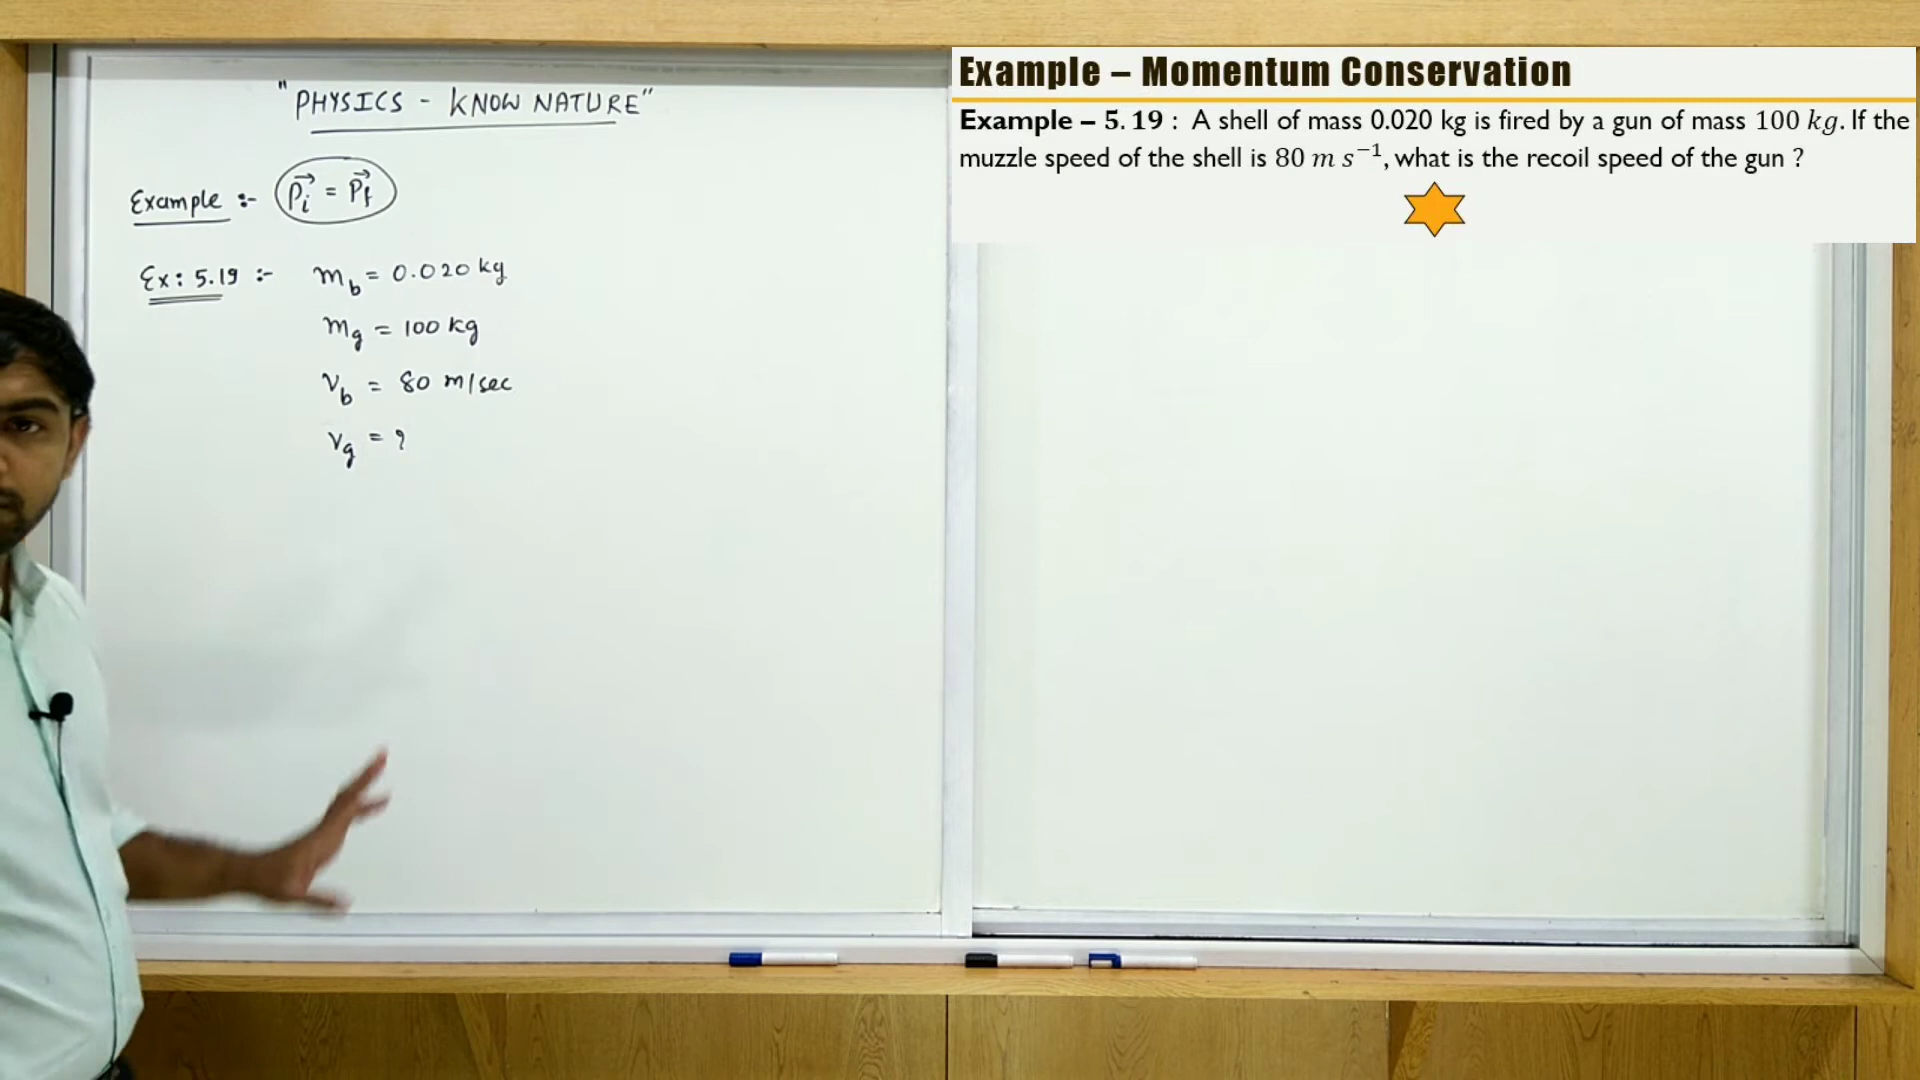 "PHYSICS - KNOW NATURE"
Example :- p⃗i = p⃗f
Ex: 5.19 :- mb = 0.020 kg
mg = 100 kg
vb = 80 m/sec
vg = ?
Example – Momentum Conservation
Example – 5. 19 : A shell of mass 0.020 kg is fired by a gun of mass 100 kg. If the
muzzle speed of the shell is 80 m s⁻¹, what is the recoil speed of the gun ?